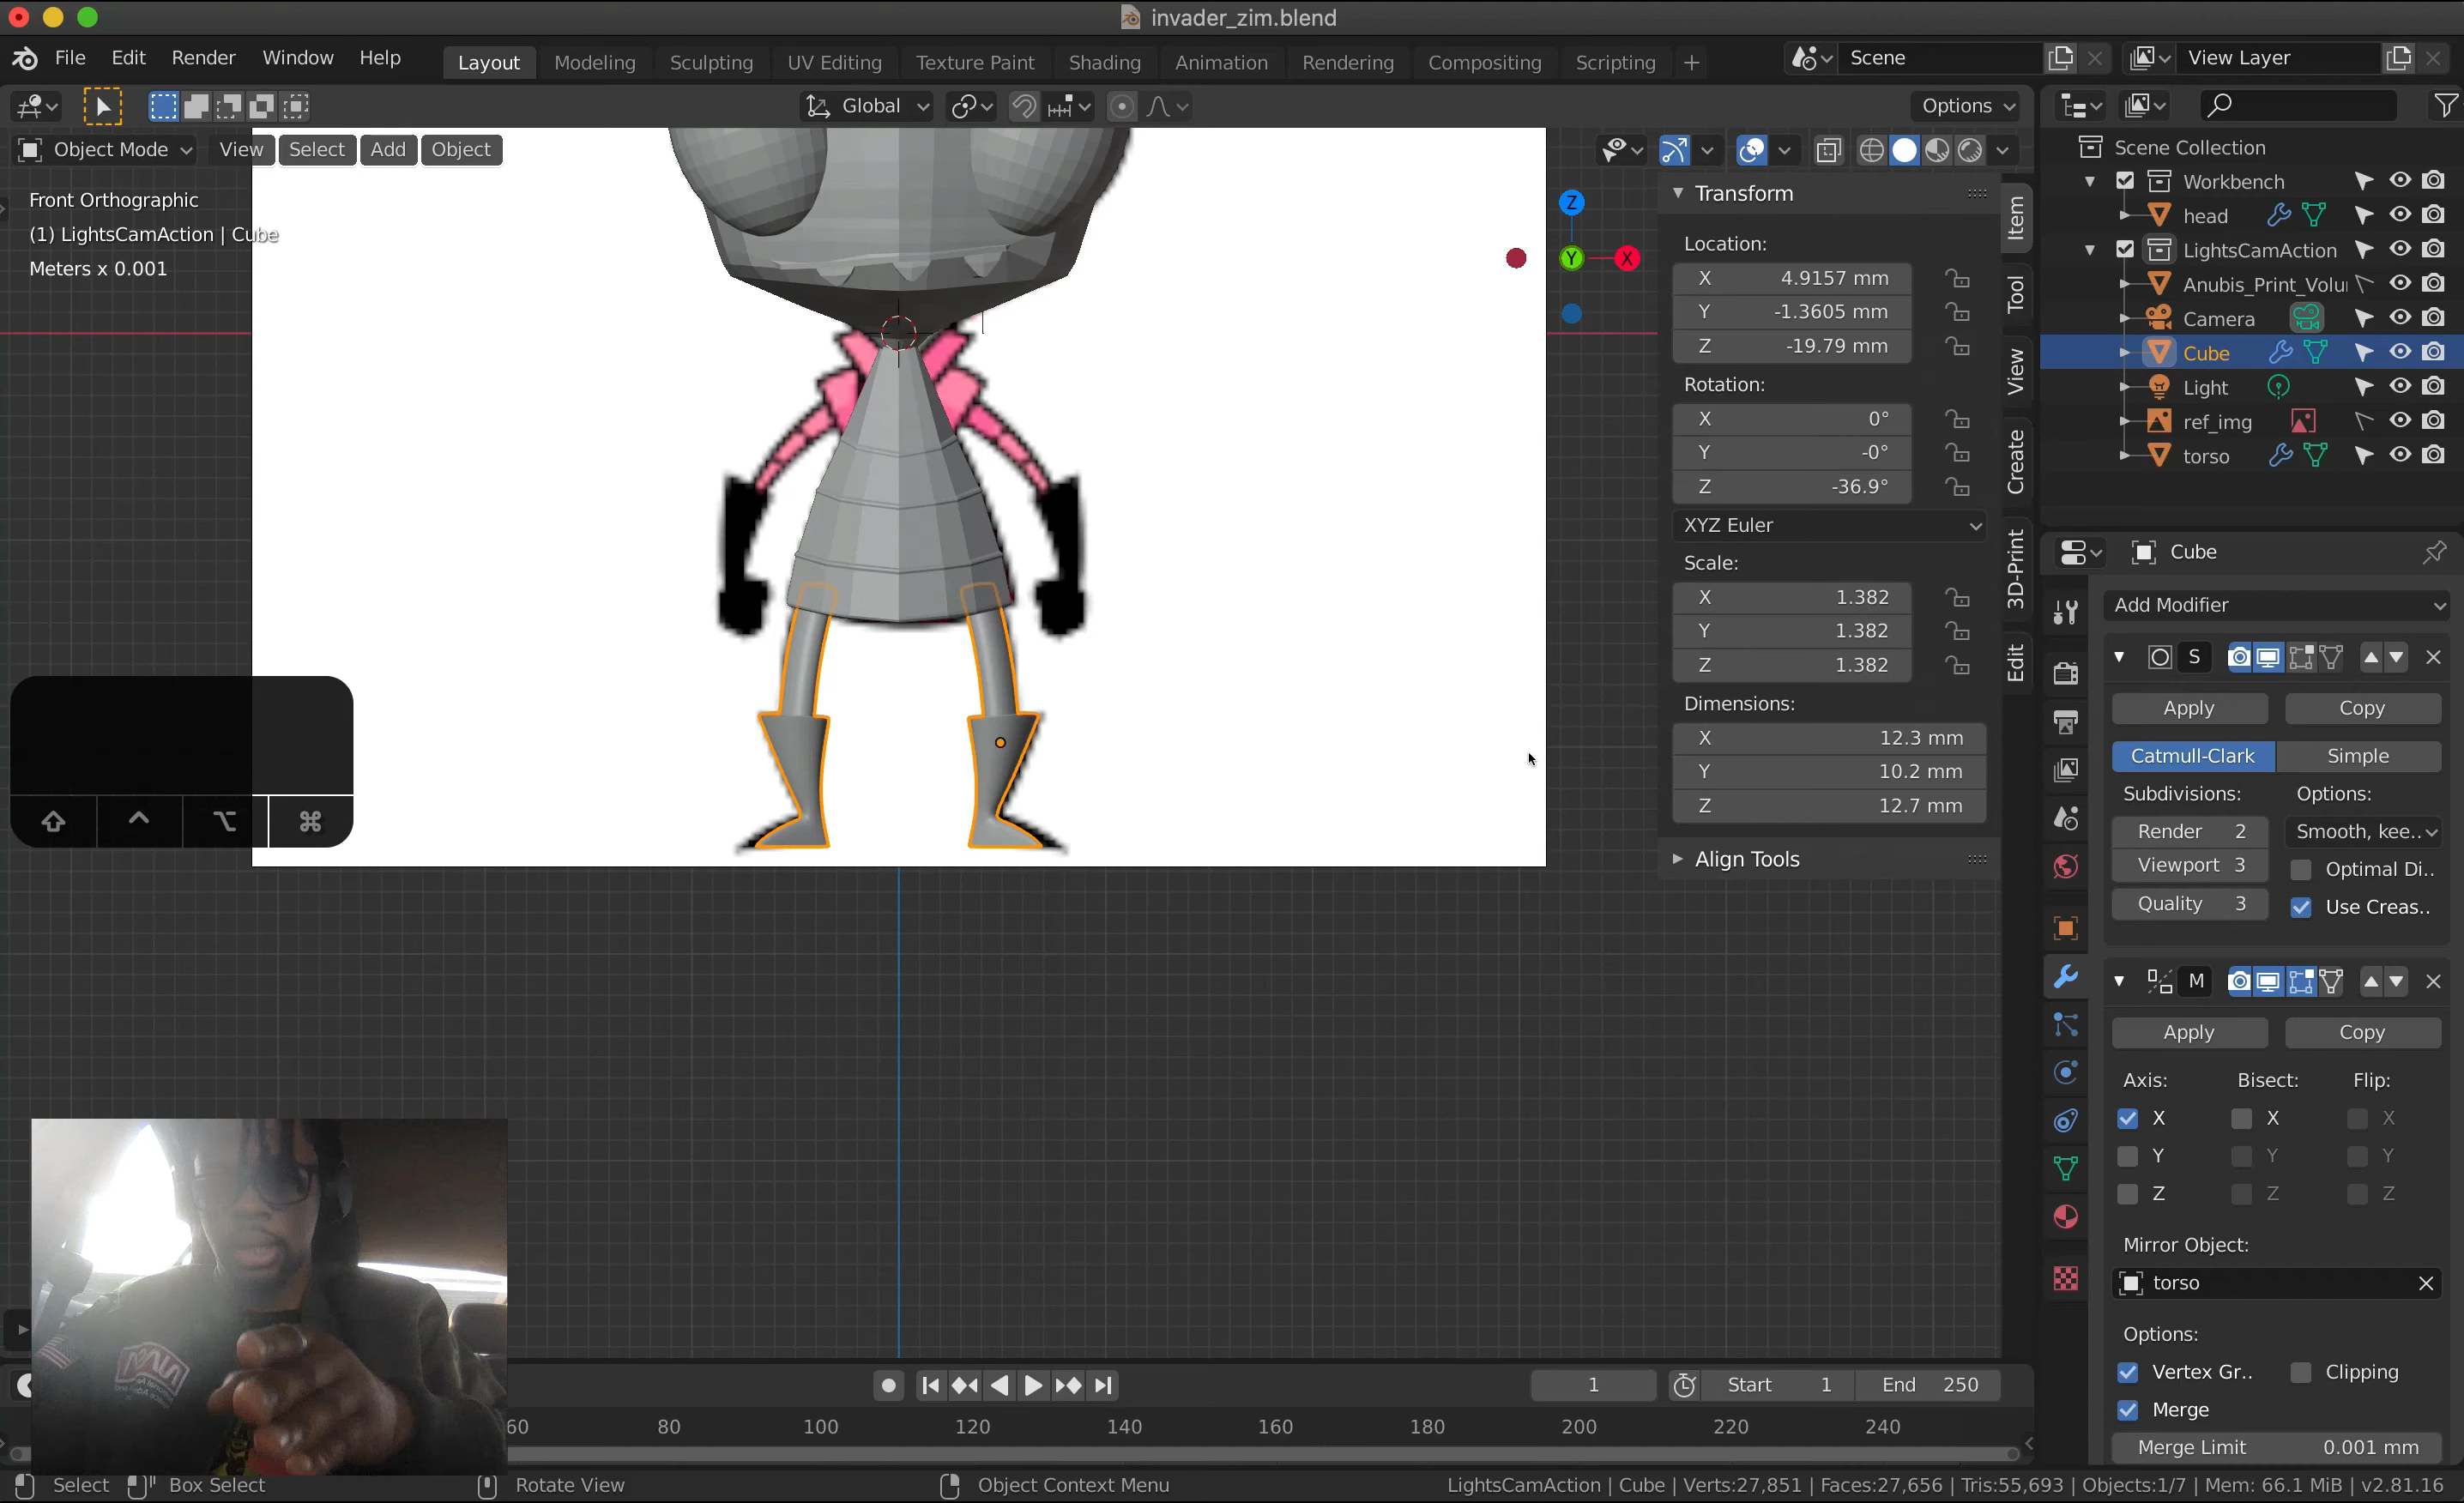 invader_zim.blend
File Edit Render Window Help Layout Modeling Sculpting UV Editing Texture Paint Shading Animation Rendering Compositing Scripting + Scene View Layer
Global Options
Object Mode View Select Add Object
Front Orthographic
(1) LightsCamAction | Cube
Meters x 0.001
Z
Y
X
Transform
Location:
X 4.9157 mm
Y -1.3605 mm
Z -19.79 mm
Rotation:
X 0°
Y -0°
Z -36.9°
XYZ Euler
Scale:
X 1.382
Y 1.382
Z 1.382
Dimensions:
X 12.3 mm
Y 10.2 mm
Z 12.7 mm
Align Tools
Item
Tool
View
Create
3D-Print
Edit
Scene Collection
Workbench
head
LightsCamAction
Anubis_Print_Volu
Camera
Cube
Light
ref_img
torso
Cube
Add Modifier
S
Apply Copy
Catmull-Clark Simple
Subdivisions: Options:
Render 2 Smooth, kee..
Viewport 3 Optimal Di..
Quality 3 Use Creas..
M
Apply Copy
Axis: Bisect: Flip:
X X X
Y Y Y
Z Z Z
Mirror Object:
torso
Options:
Vertex Gr.. Clipping
Merge
Merge Limit 0.001 mm
1 Start 1 End 250
60 80 100 120 140 160 180 200 220 240
Select Box Select Rotate View Object Context Menu LightsCamAction | Cube | Verts:27,851 | Faces:27,656 | Tris:55,693 | Objects:1/7 | Mem: 66.1 MiB | v2.81.16